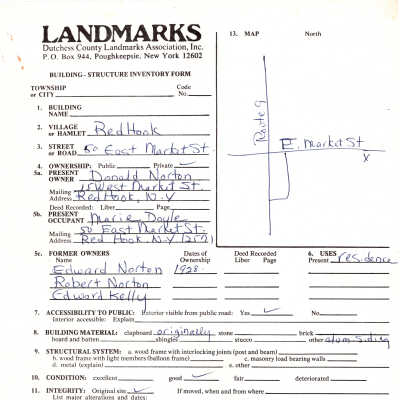 LANDMARKS
Dutchess County Landmarks Association, Inc.
P.O. Box 944, Poughkeepsie, New York 12602
BUILDING - STRUCTURE INVENTORY FORM
TOWNSHIP or CITY Code No.
1. BUILDING NAME
2. VILLAGE or HAMLET Red Hook
3. STREET or ROAD 50 East Market St.
4. OWNERSHIP: Public Private ✓
5a. PRESENT OWNER Donald Norton
Mailing Address 15 West Market St.
Red Hook, N.Y
Deed Recorded: Liber Page
5b. PRESENT OCCUPANT Marie Doyle
Mailing Address 50 East Market St.
Red Hook N.Y (257)
5c. FORMER OWNERS Name Dates of Ownership Deed Recorded Liber Page
Edward Norton 1928
Robert Norton
Edward Kelly
6. USES
Present residence
7. ACCESSIBILITY TO PUBLIC: Exterior visible from public road: Yes ✓ No
Interior accessible: Explain
8. BUILDING MATERIAL: clapboard originally stone brick
board and batten shingles stucco other alum. siding
9. STRUCTURAL SYSTEM: a. wood frame with interlocking joints (post and beam)
b. wood frame with light members (balloon frame) c. masonry load bearing walls
d. metal (explain) e. other
10. CONDITION: excellent good ✓ fair deteriorated
11. INTEGRITY: Original site ✓ If moved, when and from where
List major alterations and dates:
13. MAP North
Route 9
E. Market St
X